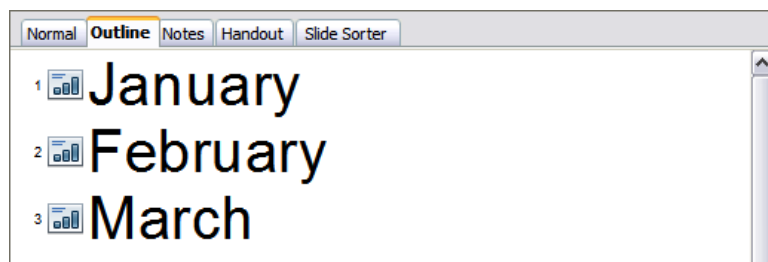 Normal Outline Notes Handout Slide Sorter
1 January
2 February
3 March